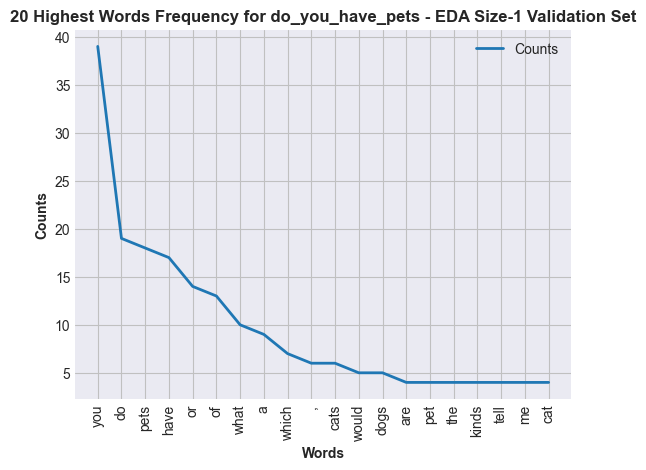 20 Highest Words Frequency for do_you_have_pets - EDA Size-1 Validation Set
Counts
40
35
30
25
20
15
10
5
Counts
you
do
pets
have
or
of
what
a
which
,
cats
would
dogs
are
pet
the
kinds
tell
me
cat
Words